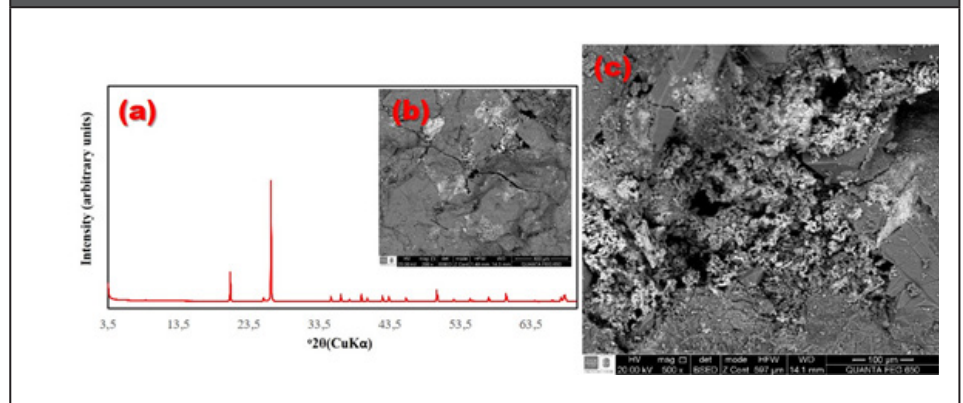 (a)
(b)
(c)
Intensity (arbitrary units)
3,5 13,5 23,5 33,5 43,5 53,5 63,5
°2θ(CuKα)
HV mag □ det mode HFW WD 100 µm
20.00 kV 500 x BSED Z Cont 597 µm 14.1 mm QUANTA FEG 650